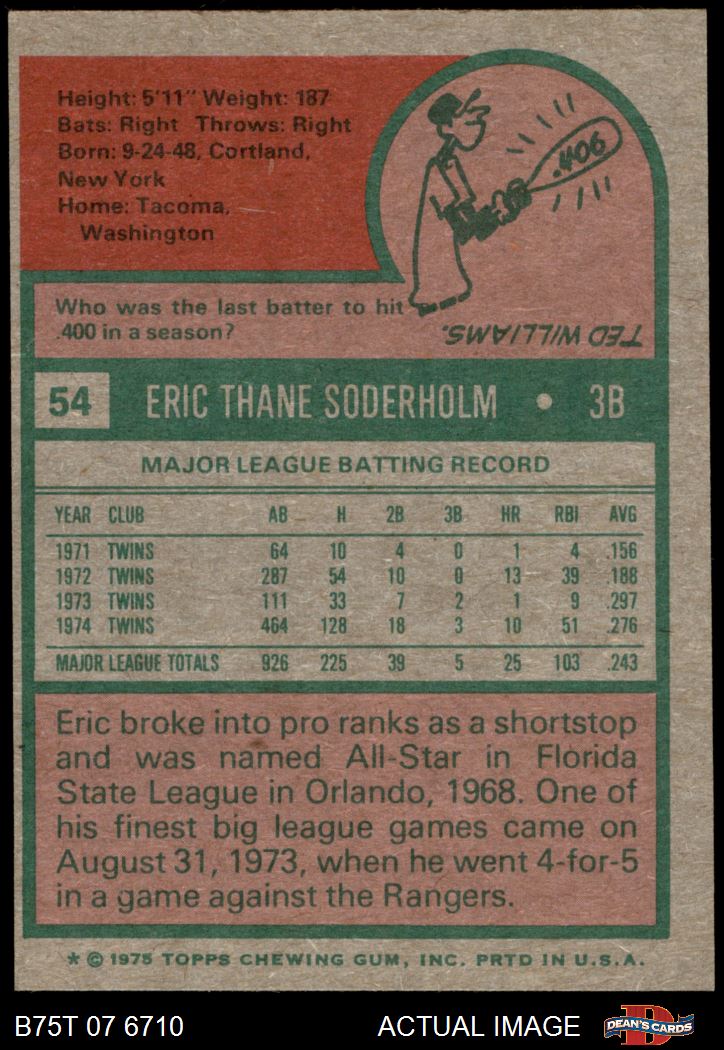 Height: 5'11" Weight: 187
Bats: Right Throws: Right
Born: 9-24-48, Cortland,
New York
Home: Tacoma,
Washington
.406
Who was the last batter to hit
.400 in a season?
TED WILLIAMS.
54 ERIC THANE SODERHOLM • 3B
MAJOR LEAGUE BATTING RECORD
YEAR CLUB AB H 2B 3B HR RBI AVG
1971 TWINS 64 10 4 0 1 4 .156
1972 TWINS 287 54 10 0 13 39 .188
1973 TWINS 111 33 7 2 1 9 .297
1974 TWINS 464 128 18 3 10 51 .276
MAJOR LEAGUE TOTALS 926 225 39 5 25 103 .243
Eric broke into pro ranks as a shortstop
and was named All-Star in Florida
State League in Orlando, 1968. One of
his finest big league games came on
August 31, 1973, when he went 4-for-5
in a game against the Rangers.
* © 1975 TOPPS CHEWING GUM, INC. PRTD IN U.S.A.
B75T 07 6710 ACTUAL IMAGE D DEAN'S CARDS